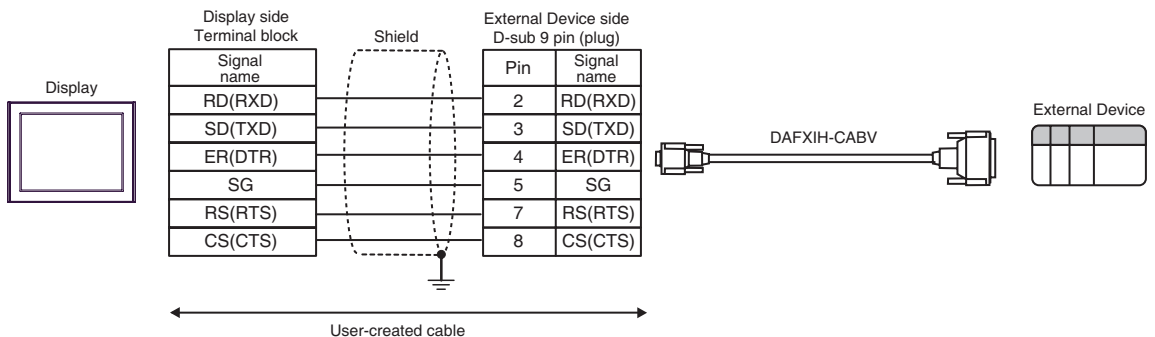 Display
Display side
Terminal block
Shield
External Device side
D-sub 9 pin (plug)
Signal
name
Pin
Signal
name
RD(RXD)
2
RD(RXD)
SD(TXD)
3
SD(TXD)
ER(DTR)
4
ER(DTR)
SG
5
SG
RS(RTS)
7
RS(RTS)
CS(CTS)
8
CS(CTS)
DAFXIH-CABV
External Device
User-created cable